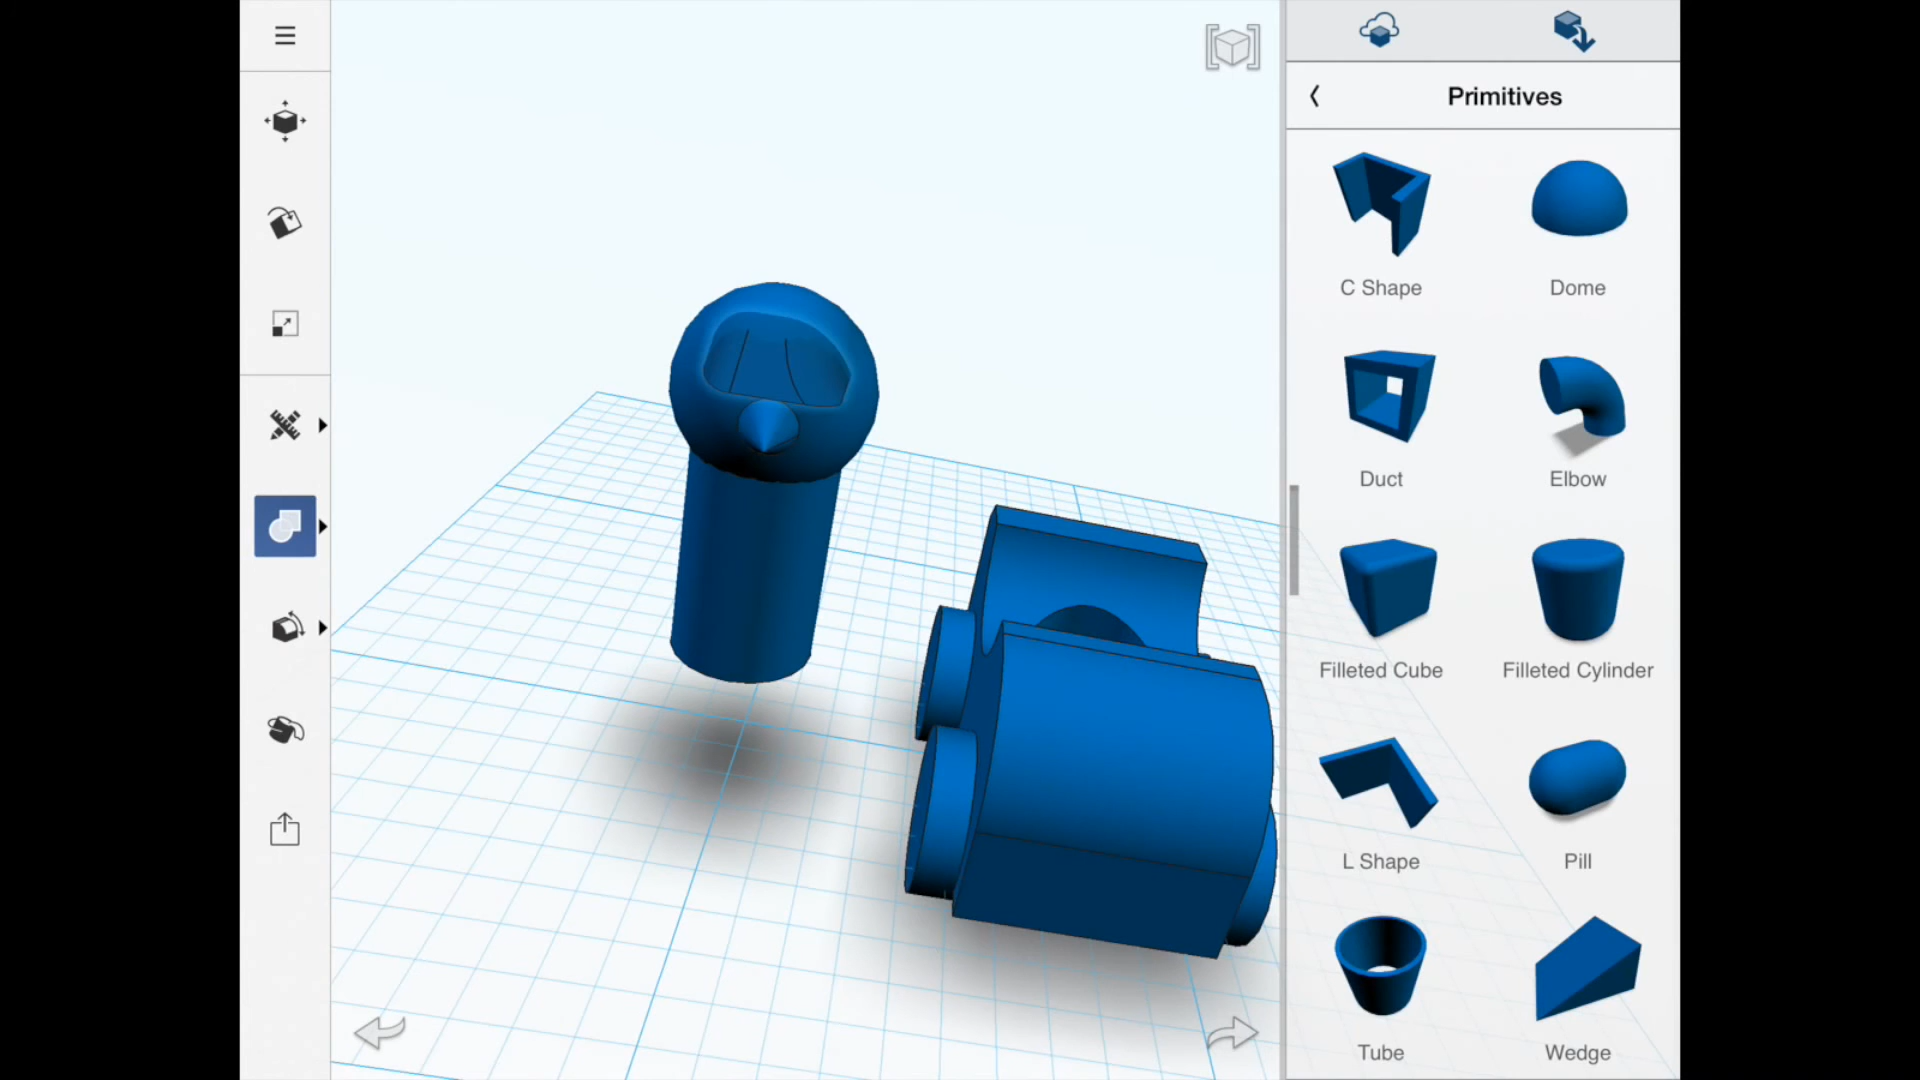 Primitives
C Shape
Dome
Duct
Elbow
Filleted Cube
Filleted Cylinder
L Shape
Pill
Tube
Wedge